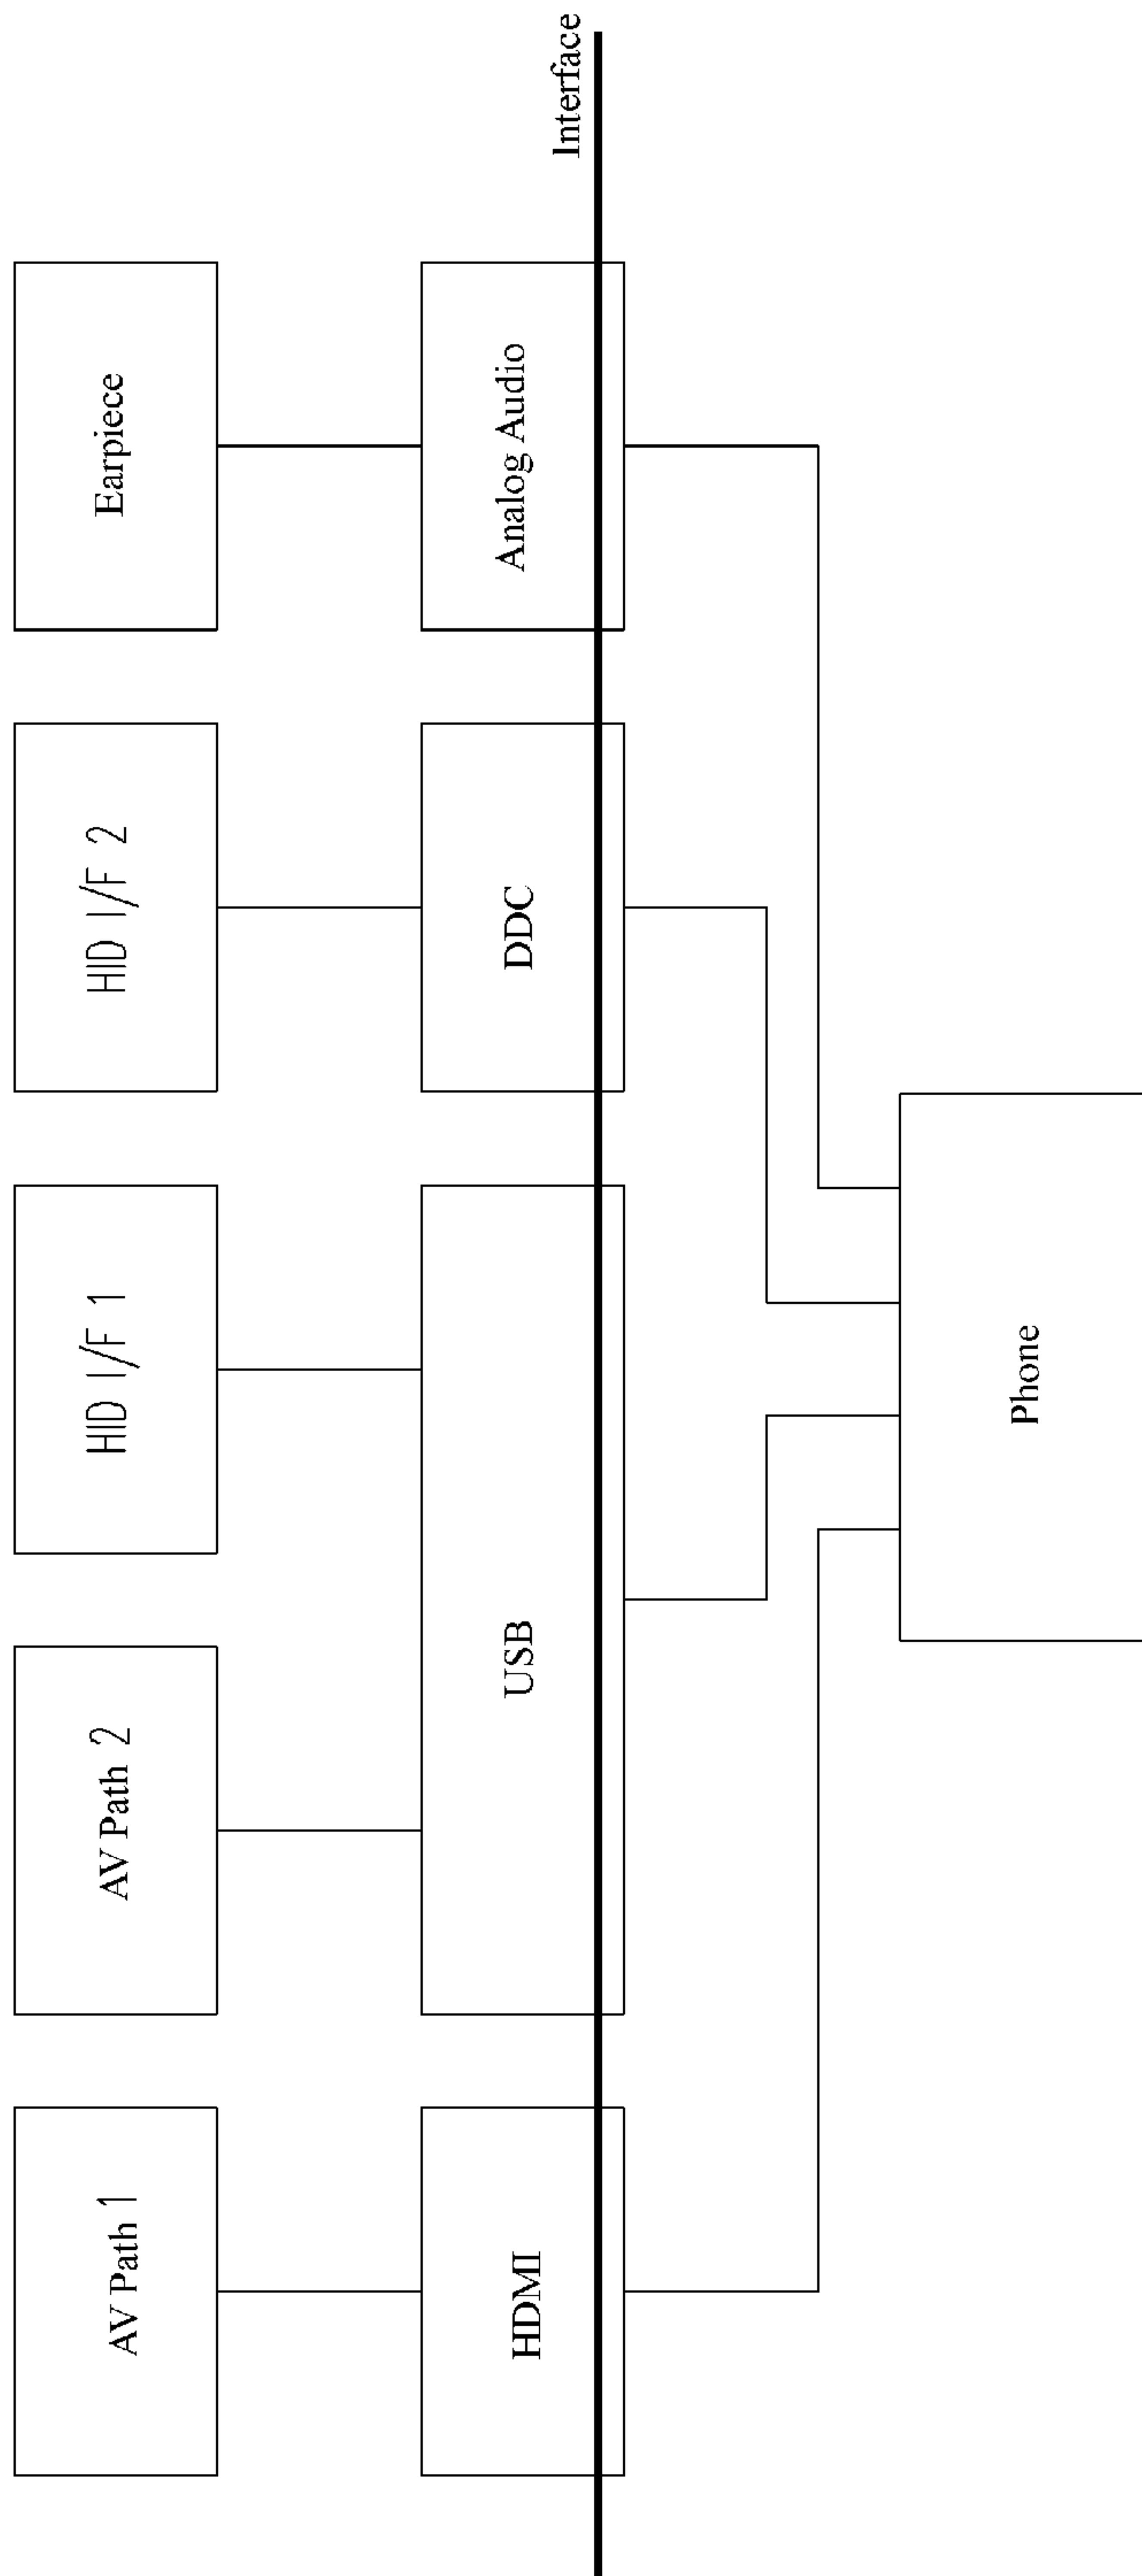 AV Path 1
AV Path 2
HID I/F 1
HID I/F 2
Earpiece
HDMI
USB
DDC
Analog Audio
Interface
Phone